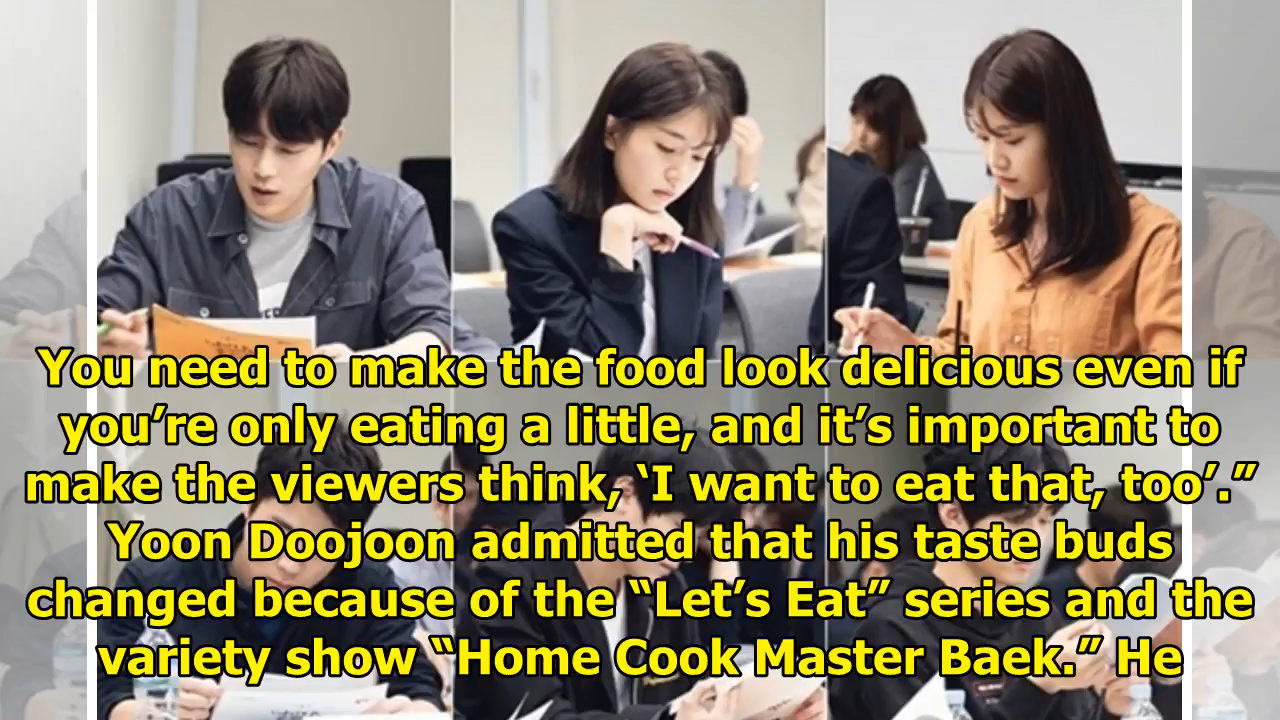 You need to make the food look delicious even if
you’re only eating a little, and it’s important to
make the viewers think, ‘I want to eat that, too’.”
Yoon Doojoon admitted that his taste buds
changed because of the “Let’s Eat” series and the
variety show “Home Cook Master Baek.” He